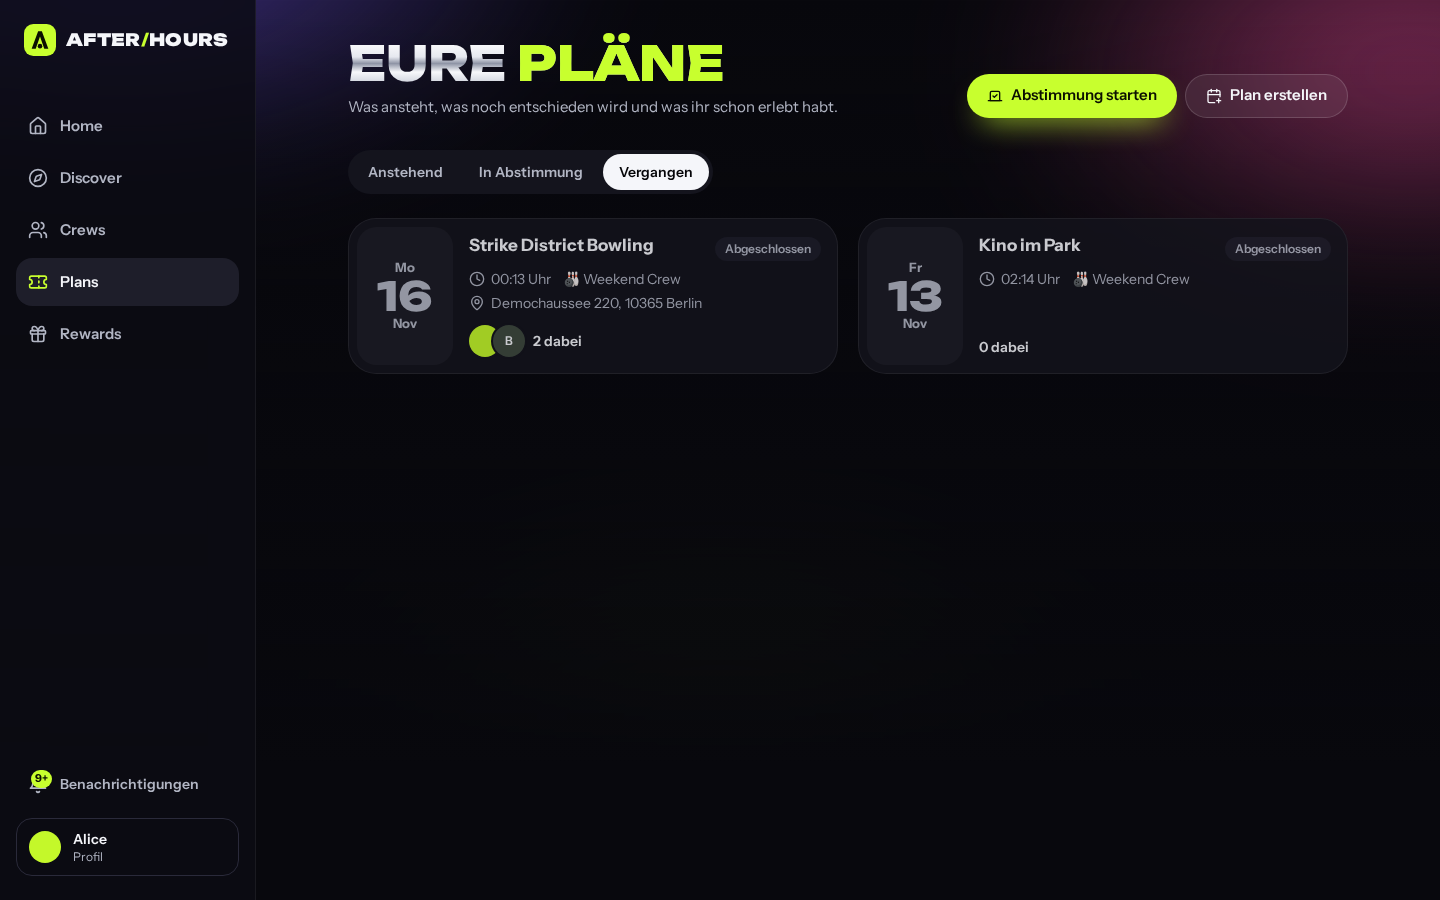 AFTER/HOURS
Home
Discover
Crews
Plans
Rewards
9+
Benachrichtigungen
Alice
Profil
EURE PLÄNE
Was ansteht, was noch entschieden wird und was ihr schon erlebt habt.
Abstimmung starten
Plan erstellen
Anstehend
In Abstimmung
Vergangen
Mo
16
Nov
Strike District Bowling
Abgeschlossen
00:13 Uhr
🎳 Weekend Crew
Demochaussee 220, 10365 Berlin
B
2 dabei
Fr
13
Nov
Kino im Park
Abgeschlossen
02:14 Uhr
🎳 Weekend Crew
0 dabei